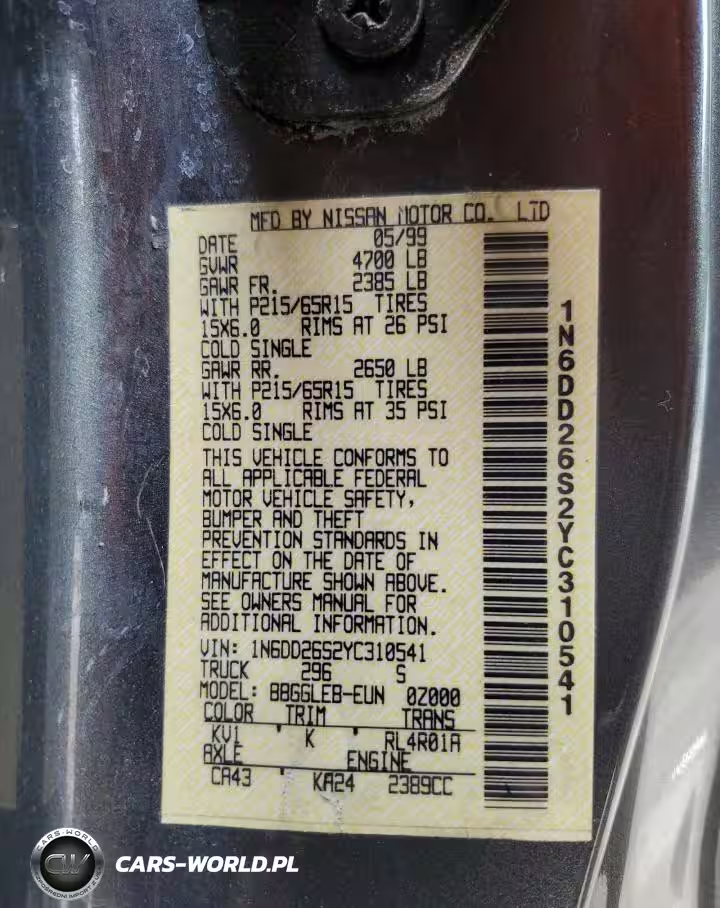 MFD BY NISSAN MOTOR CO. LTD
DATE 05/99
GVWR 4700 LB
GAWR FR. 2385 LB
WITH P215/65R15 TIRES
15X6.0 RIMS AT 26 PSI
COLD SINGLE
GAWR RR. 2650 LB
WITH P215/65R15 TIRES
15X6.0 RIMS AT 35 PSI
COLD SINGLE
THIS VEHICLE CONFORMS TO
ALL APPLICABLE FEDERAL
MOTOR VEHICLE SAFETY,
BUMPER AND THEFT
PREVENTION STANDARDS IN
EFFECT ON THE DATE OF
MANUFACTURE SHOWN ABOVE.
SEE OWNERS MANUAL FOR
ADDITIONAL INFORMATION.
VIN: 1N6DD26S2YC310541
TRUCK 296 S
MODEL: BBGGLEB-EUN 0Z000
COLOR TRIM TRANS
KV1 K RL4R01A
AXLE ENGINE
CA43 KA24 2389CC
1N6DD26S2YC310541
CARS-WORLD
CW
CARS-WORLD.PL